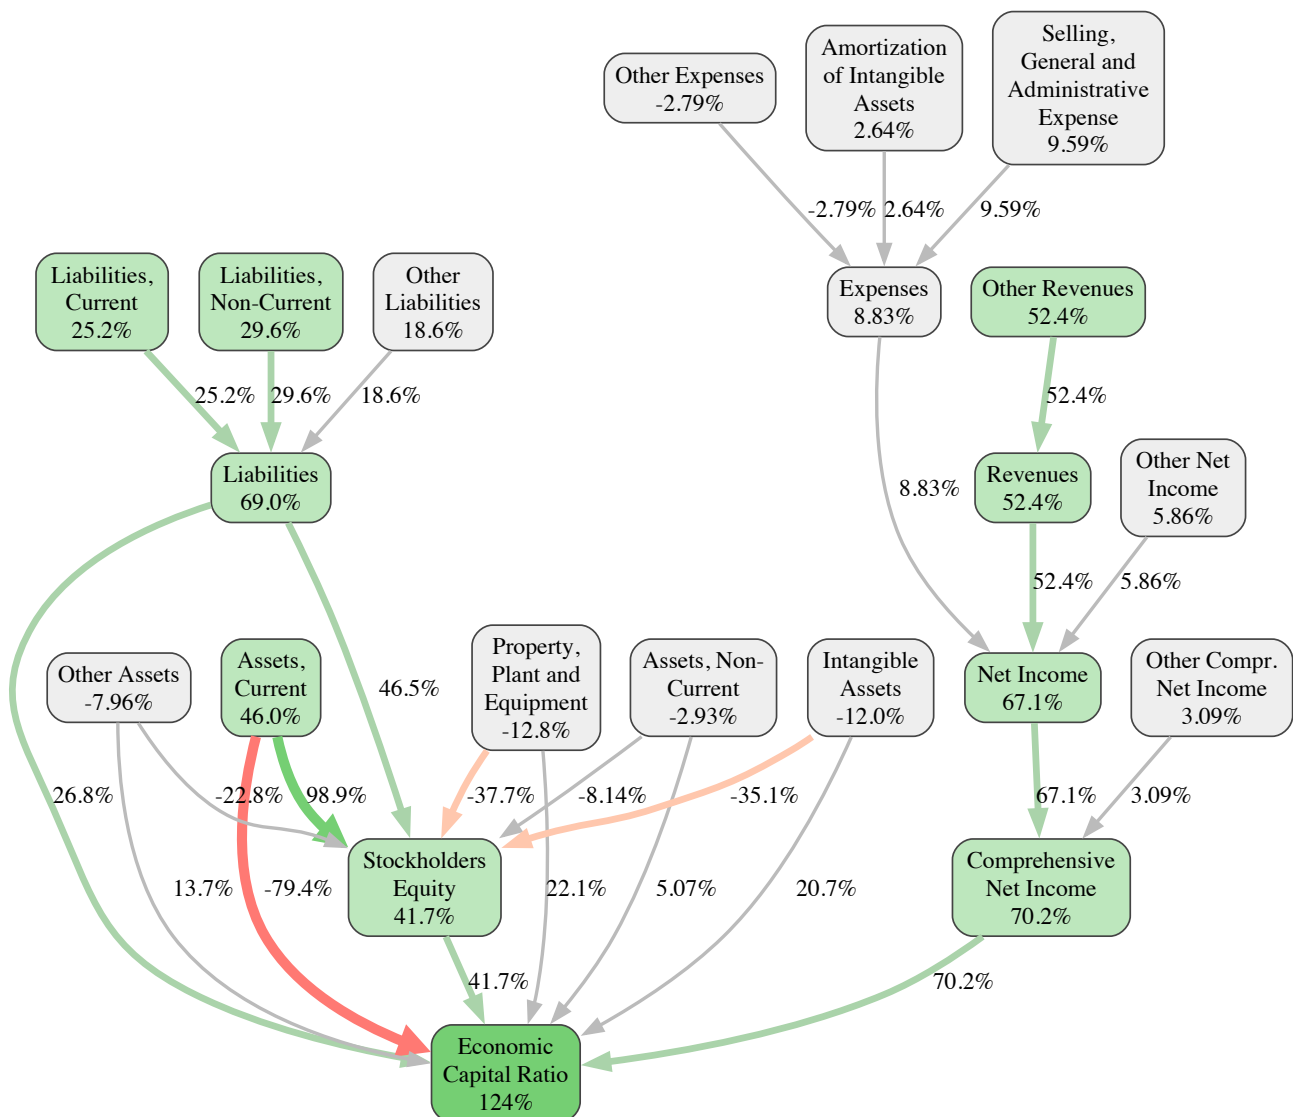 Selling,
General and
Administrative
Expense
9.59%
Amortization
of Intangible
Assets
2.64%
Other Expenses
-2.79%
-2.79%
2.64%
9.59%
Liabilities,
Current
25.2%
Liabilities,
Non-Current
29.6%
Other
Liabilities
18.6%
Expenses
8.83%
Other Revenues
52.4%
25.2%
29.6%
18.6%
52.4%
Liabilities
69.0%
8.83%
Revenues
52.4%
Other Net
Income
5.86%
52.4%
5.86%
Other Assets
-7.96%
Assets,
Current
46.0%
46.5%
Property,
Plant and
Equipment
-12.8%
Assets, Non-
Current
-2.93%
Intangible
Assets
-12.0%
Net Income
67.1%
Other Compr.
Net Income
3.09%
26.8%
-22.8%
98.9%
-37.7%
-8.14%
-35.1%
67.1%
3.09%
13.7%
-79.4%
Stockholders
Equity
41.7%
22.1%
5.07%
20.7%
Comprehensive
Net Income
70.2%
41.7%
70.2%
Economic
Capital Ratio
124%